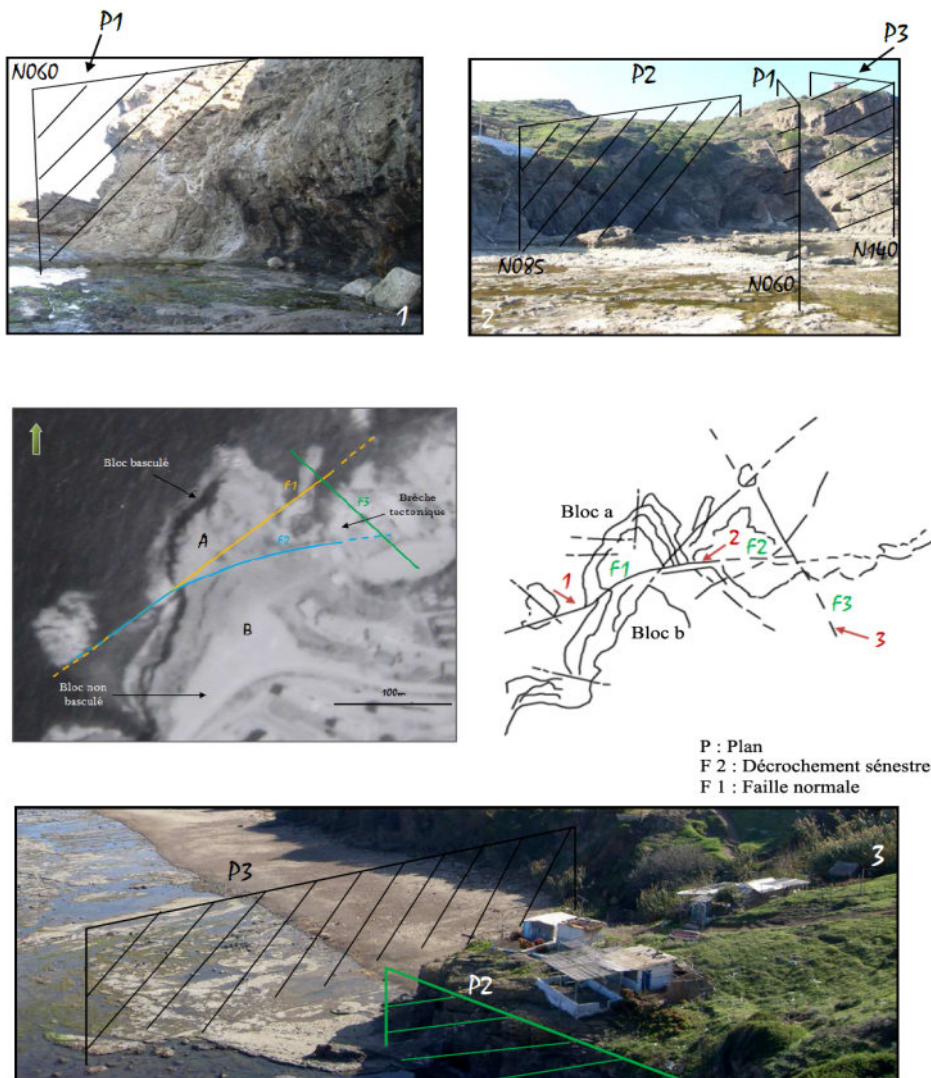 P1
N060
1
P2
P1
P3
N085
N060
N140
2
Bloc basculé
F1
F3
Brèche
tectonique
A
F2
B
Bloc non
basculé
100m
Bloc a
2
F2
1
F1
F3
Bloc b
3
P : Plan
F 2 : Décrochement sénestre
F 1 : Faille normale
P3
3
P2